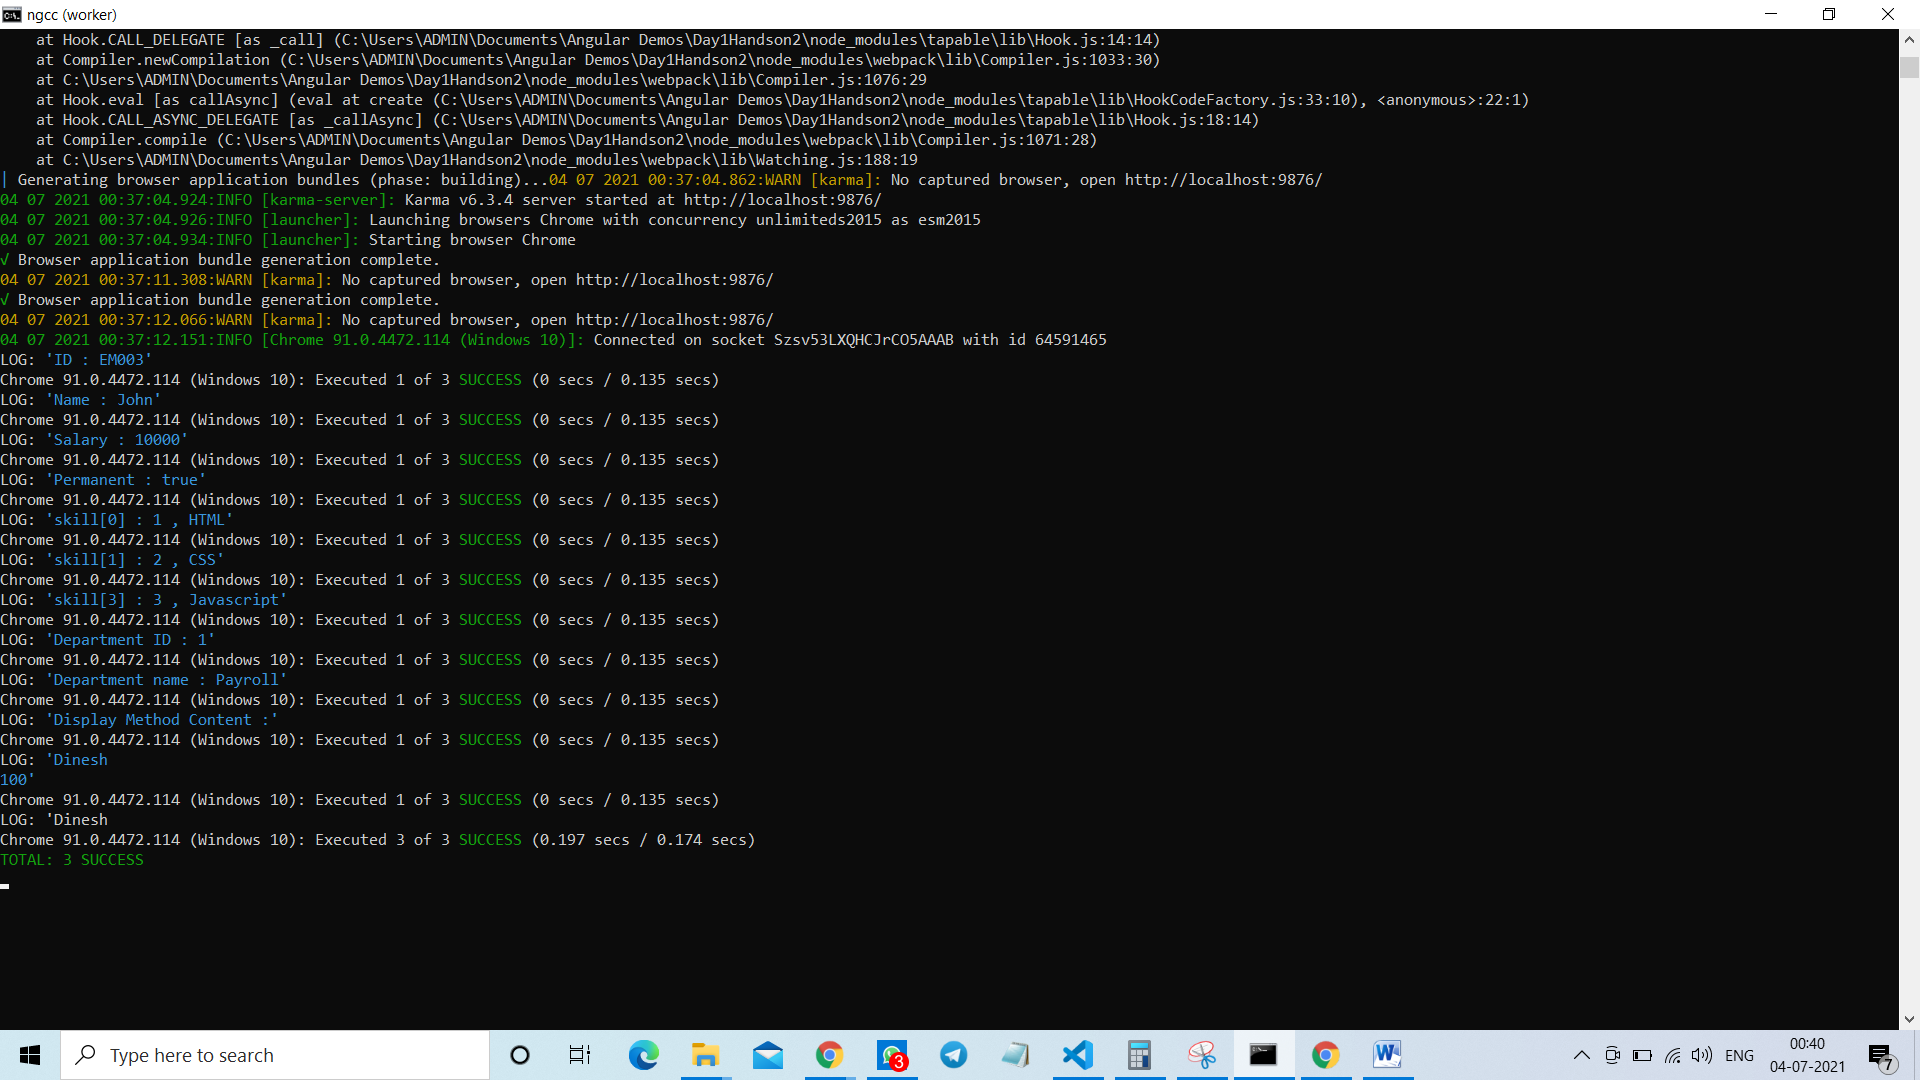 ngcc (worker)
at Hook.CALL_DELEGATE [as _call] (C:\Users\ADMIN\Documents\Angular Demos\Day1Handson2\node_modules\tapable\lib\Hook.js:14:14)
at Compiler.newCompilation (C:\Users\ADMIN\Documents\Angular Demos\Day1Handson2\node_modules\webpack\lib\Compiler.js:1033:30)
at C:\Users\ADMIN\Documents\Angular Demos\Day1Handson2\node_modules\webpack\lib\Compiler.js:1076:29
at Hook.eval [as callAsync] (eval at create (C:\Users\ADMIN\Documents\Angular Demos\Day1Handson2\node_modules\tapable\lib\HookCodeFactory.js:33:10), <anonymous>:22:1)
at Hook.CALL_ASYNC_DELEGATE [as _callAsync] (C:\Users\ADMIN\Documents\Angular Demos\Day1Handson2\node_modules\tapable\lib\Hook.js:18:14)
at Compiler.compile (C:\Users\ADMIN\Documents\Angular Demos\Day1Handson2\node_modules\webpack\lib\Compiler.js:1071:28)
at C:\Users\ADMIN\Documents\Angular Demos\Day1Handson2\node_modules\webpack\lib\Watching.js:188:19
| Generating browser application bundles (phase: building)...04 07 2021 00:37:04.862:WARN [karma]: No captured browser, open http://localhost:9876/
04 07 2021 00:37:04.924:INFO [karma-server]: Karma v6.3.4 server started at http://localhost:9876/
04 07 2021 00:37:04.926:INFO [launcher]: Launching browsers Chrome with concurrency unlimiteds2015 as esm2015
04 07 2021 00:37:04.934:INFO [launcher]: Starting browser Chrome
√ Browser application bundle generation complete.
04 07 2021 00:37:11.308:WARN [karma]: No captured browser, open http://localhost:9876/
√ Browser application bundle generation complete.
04 07 2021 00:37:12.066:WARN [karma]: No captured browser, open http://localhost:9876/
04 07 2021 00:37:12.151:INFO [Chrome 91.0.4472.114 (Windows 10)]: Connected on socket Szsv53LXQHCJrCO5AAAB with id 64591465
LOG: 'ID : EM003'
Chrome 91.0.4472.114 (Windows 10): Executed 1 of 3 SUCCESS (0 secs / 0.135 secs)
LOG: 'Name : John'
Chrome 91.0.4472.114 (Windows 10): Executed 1 of 3 SUCCESS (0 secs / 0.135 secs)
LOG: 'Salary : 10000'
Chrome 91.0.4472.114 (Windows 10): Executed 1 of 3 SUCCESS (0 secs / 0.135 secs)
LOG: 'Permanent : true'
Chrome 91.0.4472.114 (Windows 10): Executed 1 of 3 SUCCESS (0 secs / 0.135 secs)
LOG: 'skill[0] : 1 , HTML'
Chrome 91.0.4472.114 (Windows 10): Executed 1 of 3 SUCCESS (0 secs / 0.135 secs)
LOG: 'skill[1] : 2 , CSS'
Chrome 91.0.4472.114 (Windows 10): Executed 1 of 3 SUCCESS (0 secs / 0.135 secs)
LOG: 'skill[3] : 3 , Javascript'
Chrome 91.0.4472.114 (Windows 10): Executed 1 of 3 SUCCESS (0 secs / 0.135 secs)
LOG: 'Department ID : 1'
Chrome 91.0.4472.114 (Windows 10): Executed 1 of 3 SUCCESS (0 secs / 0.135 secs)
LOG: 'Department name : Payroll'
Chrome 91.0.4472.114 (Windows 10): Executed 1 of 3 SUCCESS (0 secs / 0.135 secs)
LOG: 'Display Method Content :'
Chrome 91.0.4472.114 (Windows 10): Executed 1 of 3 SUCCESS (0 secs / 0.135 secs)
LOG: 'Dinesh
100'
Chrome 91.0.4472.114 (Windows 10): Executed 1 of 3 SUCCESS (0 secs / 0.135 secs)
LOG: 'Dinesh
Chrome 91.0.4472.114 (Windows 10): Executed 3 of 3 SUCCESS (0.197 secs / 0.174 secs)
TOTAL: 3 SUCCESS
Type here to search
3
ENG
00:40
04-07-2021
7